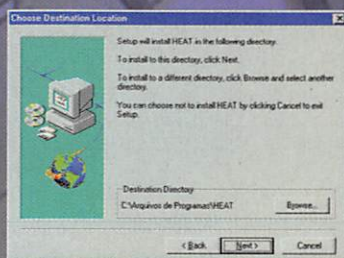 Choose Destination Location
Setup will install HEAT in the following directory.
To install to this directory, click Next.
To install to a different directory, click Browse and select another
directory.
You can choose not to install HEAT by clicking Cancel to exit
Setup.
Destination Directory
C:\Arquivos de Programas\HEAT
Browse...
< Back
Next >
Cancel